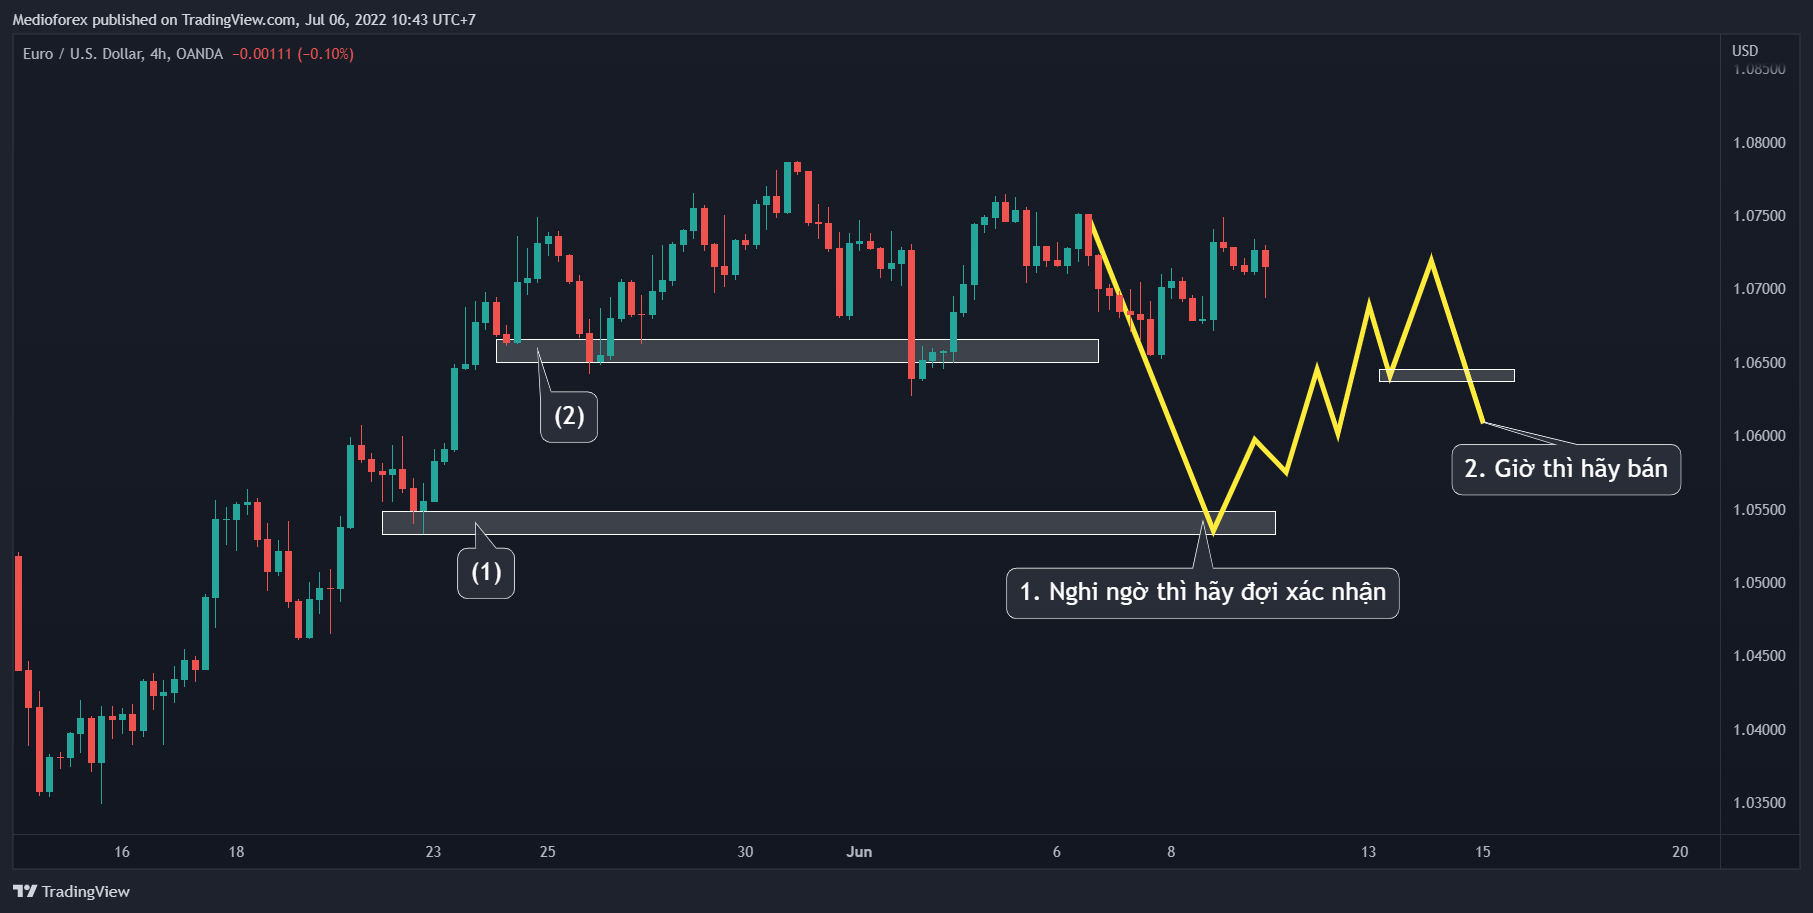 Medioforex published on TradingView.com, Jul 06, 2022 10:43 UTC+7
Euro / U.S. Dollar, 4h, OANDA −0.00111 (−0.10%)
USD
1.08500
1.08000
1.07500
1.07000
1.06500
1.06000
1.05500
1.05000
1.04500
1.04000
1.03500
(2)
2. Giờ thì hãy bán
(1)
1. Nghi ngờ thì hãy đợi xác nhận
16 18 23 25 30 Jun 6 8 13 15 20
TradingView